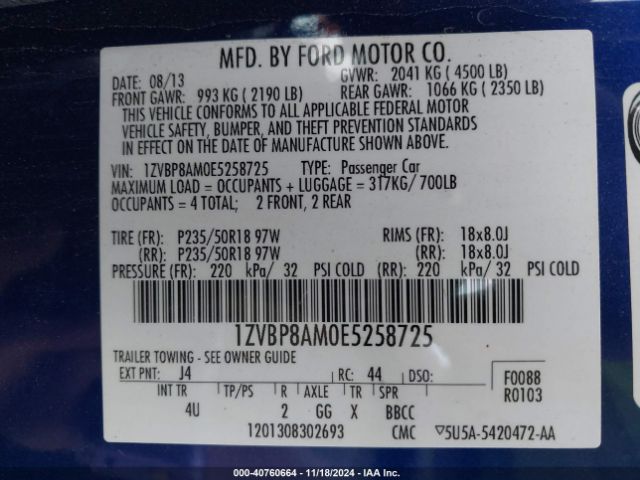 MFD. BY FORD MOTOR CO.
DATE: 08/13 GVWR: 2041 KG ( 4500 LB)
FRONT GAWR: 993 KG ( 2190 LB) REAR GAWR: 1066 KG ( 2350 LB)
THIS VEHICLE CONFORMS TO ALL APPLICABLE FEDERAL MOTOR
VEHICLE SAFETY, BUMPER, AND THEFT PREVENTION STANDARDS
IN EFFECT ON THE DATE OF MANUFACTURE SHOWN ABOVE.
VIN: 1ZVBP8AM0E5258725 TYPE: Passenger Car
MAXIMUM LOAD = OCCUPANTS + LUGGAGE = 317KG/ 700LB
OCCUPANTS = 4 TOTAL; 2 FRONT, 2 REAR
TIRE (FR): P235/50R18 97W RIMS (FR): 18x8.0J
(RR): P235/50R18 97W (RR): 18x8.0J
PRESSURE (FR): 220 kPa/ 32 PSI COLD (RR): 220 kPa/ 32 PSI COLD
1ZVBP8AM0E5258725
TRAILER TOWING - SEE OWNER GUIDE
EXT PNT: J4 RC: 44 DSO: F0088
INT TR TP/PS R AXLE TR SPR R0103
4U 2 GG X BBCC
1201308302693 CMC ▽5U5A-5420472-AA
000-40760664 - 11/18/2024 - IAA Inc.